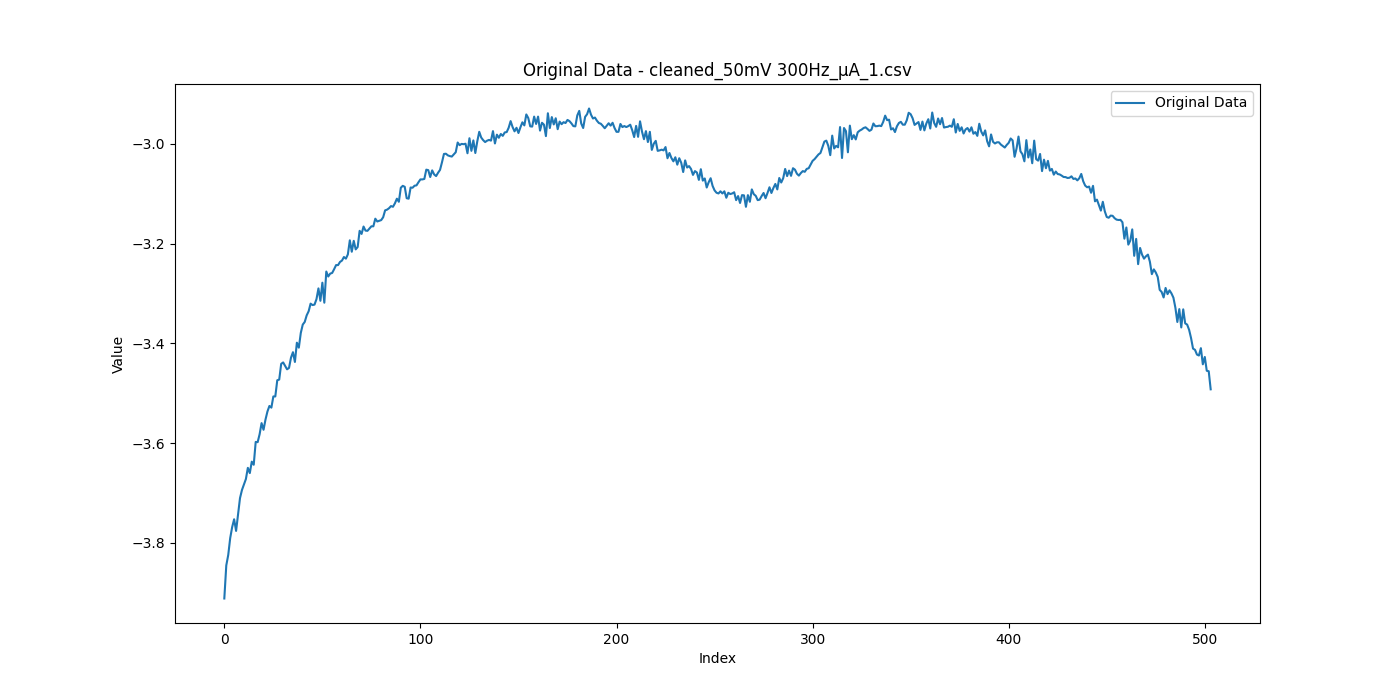 Original Data - cleaned_50mV 300Hz_μA_1.csv
Original Data
−3.0
−3.2
−3.4
−3.6
−3.8
Value
0
100
200
300
400
500
Index